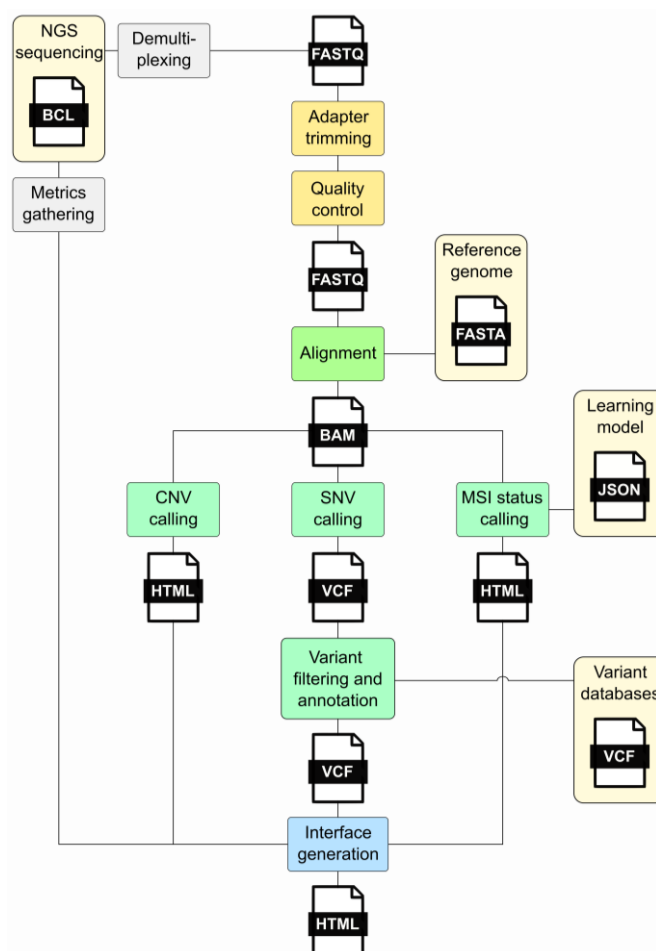 NGS
sequencing
BCL
Demulti-
plexing
FASTQ
Adapter
trimming
Quality
control
Metrics
gathering
FASTQ
Reference
genome
FASTA
Alignment
BAM
Learning
model
JSON
CNV
calling
SNV
calling
MSI status
calling
HTML
VCF
HTML
Variant
filtering and
annotation
Variant
databases
VCF
VCF
Interface
generation
HTML